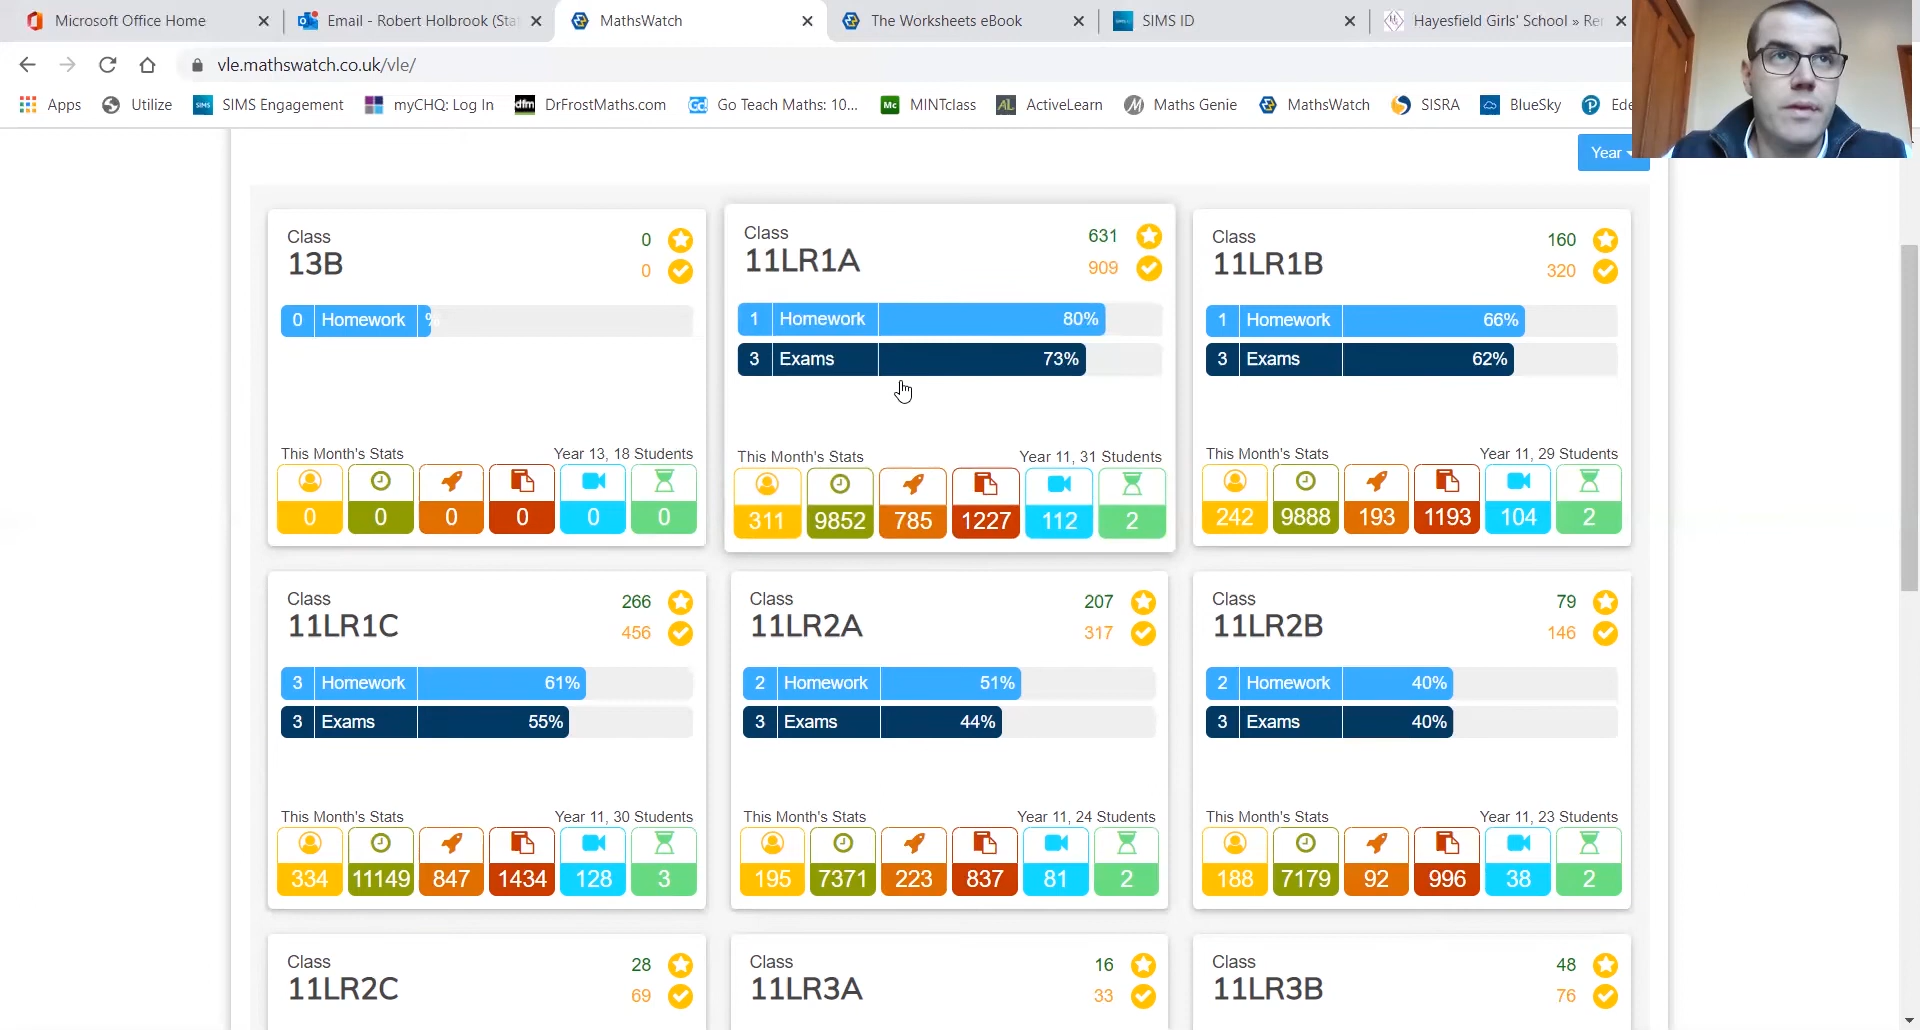 Microsoft Office Home
Email - Robert Holbrook (Sta
MathsWatch
The Worksheets eBook
SIMS ID
Hayesfield Girls' School » Re
vle.mathswatch.co.uk/vle/
Apps
Utilize
SIMS Engagement
myCHQ: Log In
DrFrostMaths.com
Go Teach Maths: 10...
MINTclass
ActiveLearn
Maths Genie
MathsWatch
SISRA
BlueSky
Ede
Year
Class
13B
0
0
0 Homework %
This Month's Stats
Year 13, 18 Students
0 0 0 0 0 0
Class
11LR1A
631
909
1 Homework 80%
3 Exams 73%
This Month's Stats
Year 11, 31 Students
311 9852 785 1227 112 2
Class
11LR1B
160
320
1 Homework 66%
3 Exams 62%
This Month's Stats
Year 11, 29 Students
242 9888 193 1193 104 2
Class
11LR1C
266
456
3 Homework 61%
3 Exams 55%
This Month's Stats
Year 11, 30 Students
334 11149 847 1434 128 3
Class
11LR2A
207
317
2 Homework 51%
3 Exams 44%
This Month's Stats
Year 11, 24 Students
195 7371 223 837 81 2
Class
11LR2B
79
146
2 Homework 40%
3 Exams 40%
This Month's Stats
Year 11, 23 Students
188 7179 92 996 38 2
Class
11LR2C
28
69
Class
11LR3A
16
33
Class
11LR3B
48
76